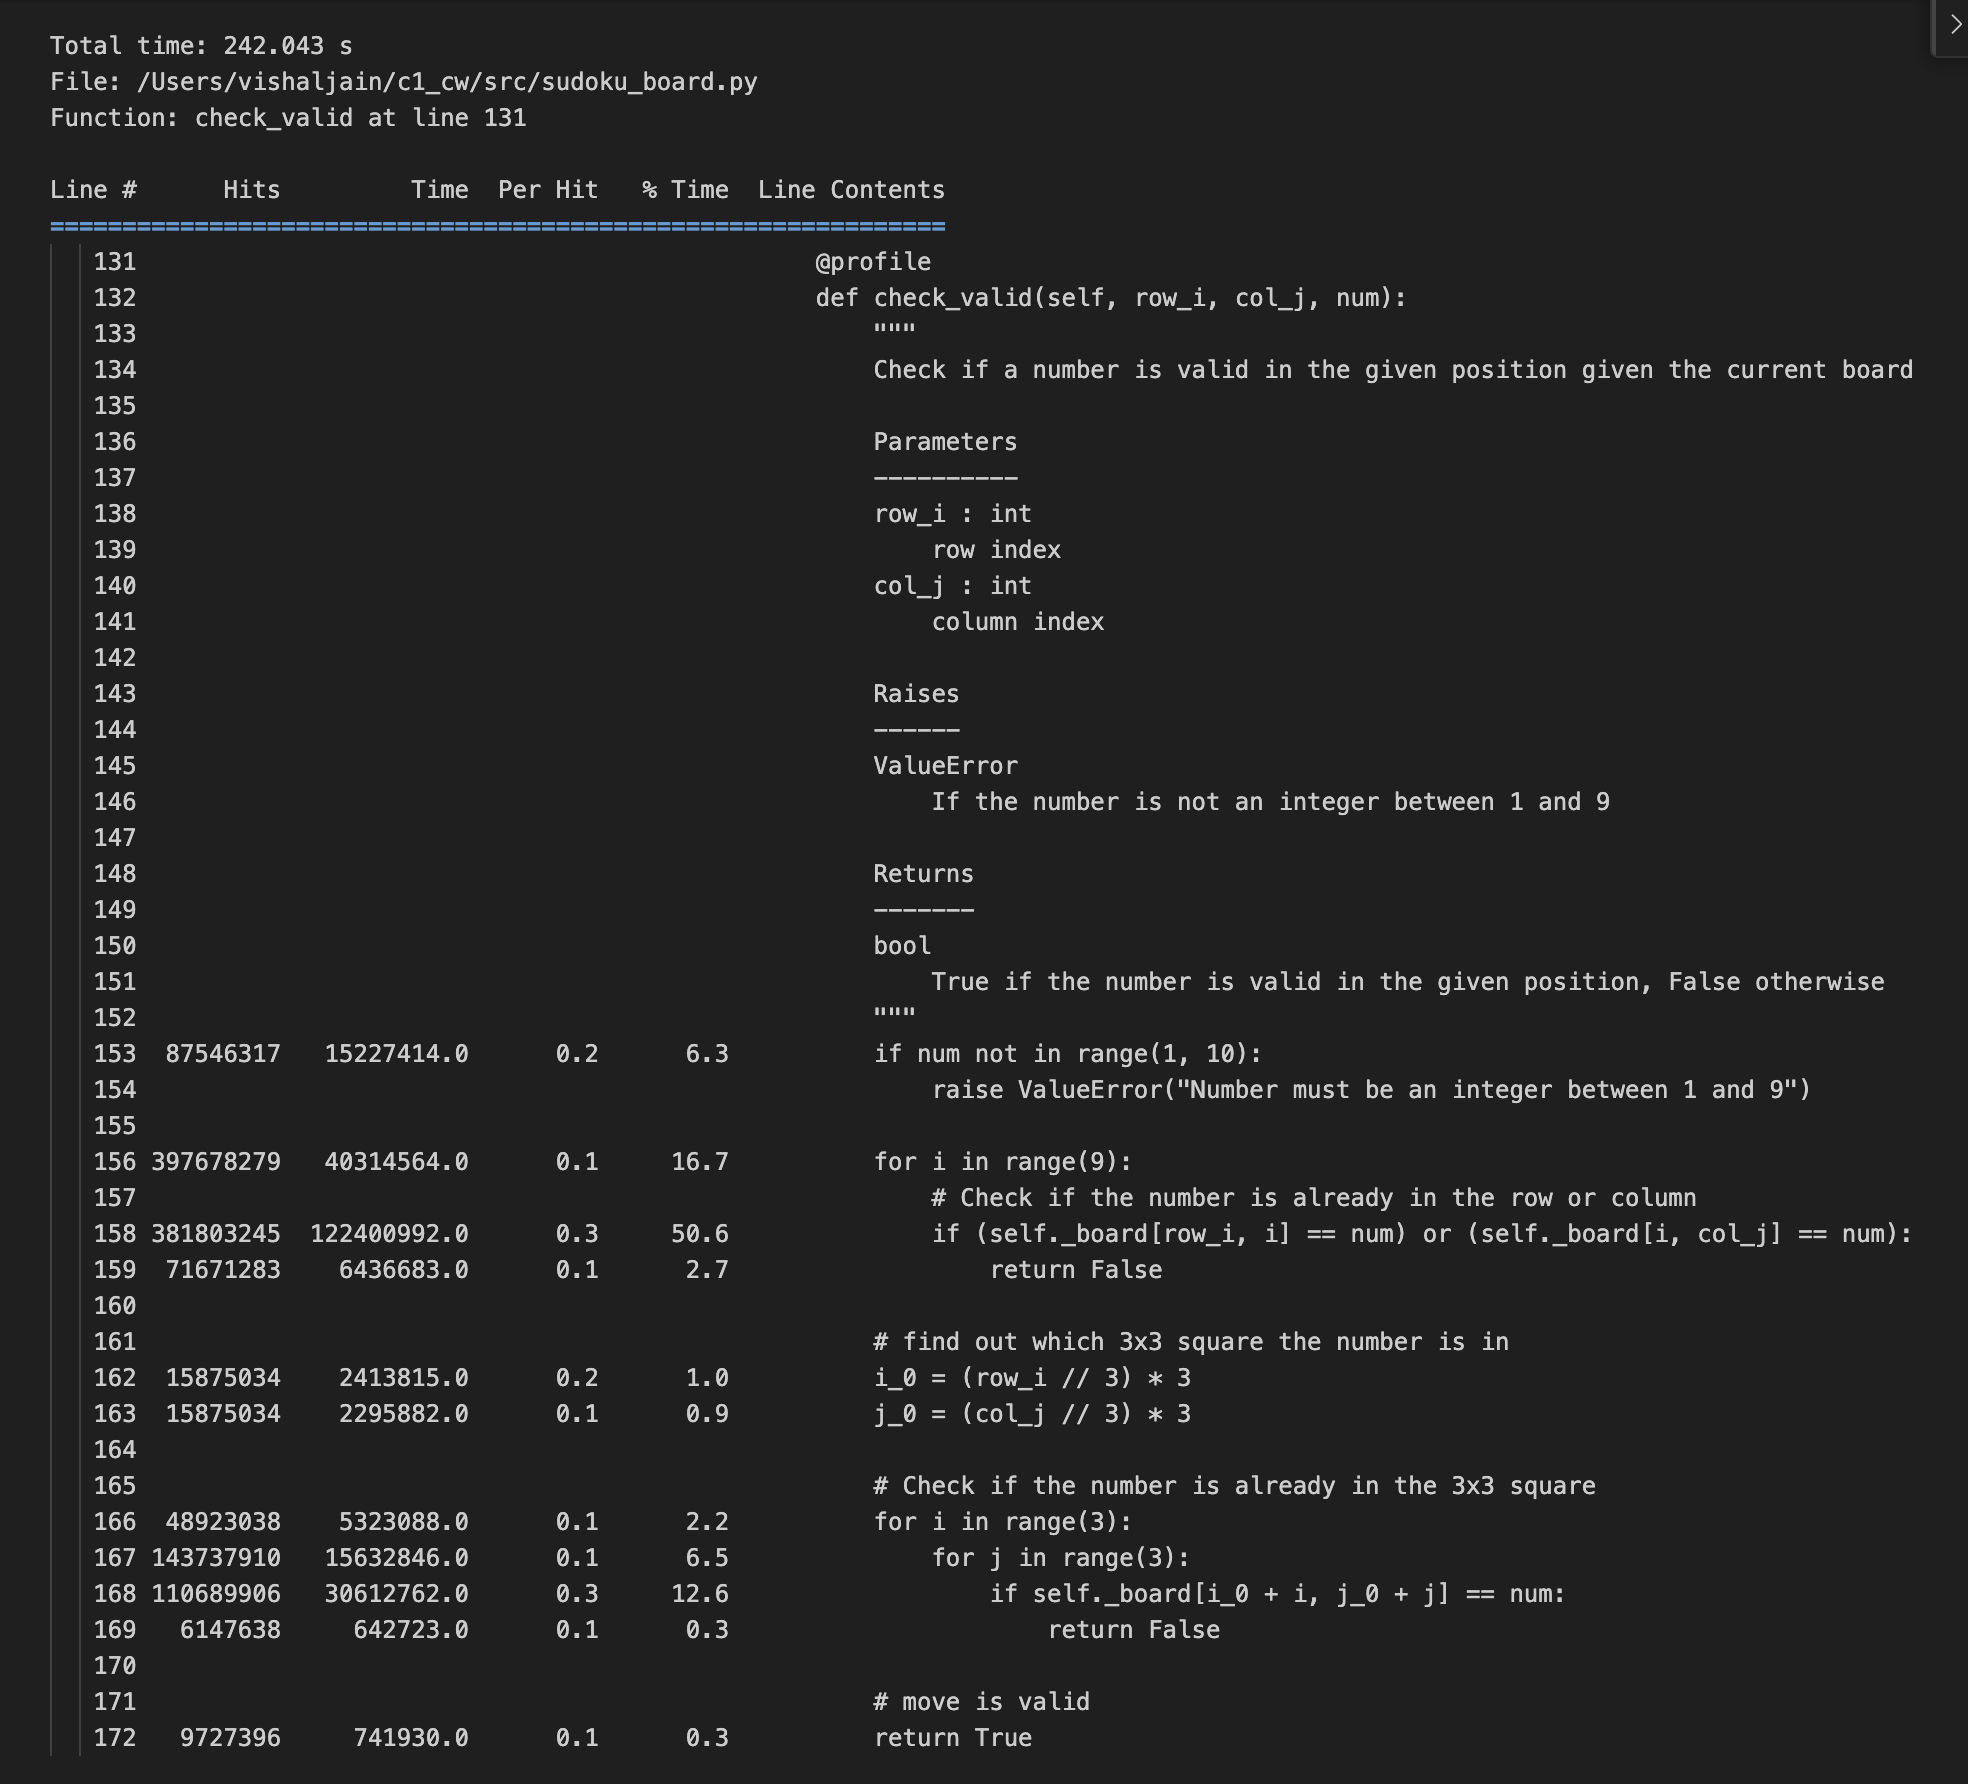 Total time: 242.043 s
File: /Users/vishaljain/c1_cw/src/sudoku_board.py
Function: check_valid at line 131

Line #      Hits         Time  Per Hit   % Time  Line Contents
==============================================================
   131                                               @profile
   132                                               def check_valid(self, row_i, col_j, num):
   133                                                   """
   134                                                   Check if a number is valid in the given position given the current board
   135
   136                                                   Parameters
   137                                                   ----------
   138                                                   row_i : int
   139                                                       row index
   140                                                   col_j : int
   141                                                       column index
   142
   143                                                   Raises
   144                                                   ------
   145                                                   ValueError
   146                                                       If the number is not an integer between 1 and 9
   147
   148                                                   Returns
   149                                                   -------
   150                                                   bool
   151                                                       True if the number is valid in the given position, False otherwise
   152                                                   """
   153  87546317   15227414.0      0.2      6.3          if num not in range(1, 10):
   154                                                       raise ValueError("Number must be an integer between 1 and 9")
   155
   156 397678279   40314564.0      0.1     16.7          for i in range(9):
   157                                                       # Check if the number is already in the row or column
   158 381803245  122400992.0      0.3     50.6              if (self._board[row_i, i] == num) or (self._board[i, col_j] == num):
   159  71671283    6436683.0      0.1      2.7                  return False
   160
   161                                                   # find out which 3x3 square the number is in
   162  15875034    2413815.0      0.2      1.0          i_0 = (row_i // 3) * 3
   163  15875034    2295882.0      0.1      0.9          j_0 = (col_j // 3) * 3
   164
   165                                                   # Check if the number is already in the 3x3 square
   166  48923038    5323088.0      0.1      2.2          for i in range(3):
   167 143737910   15632846.0      0.1      6.5              for j in range(3):
   168 110689906   30612762.0      0.3     12.6                  if self._board[i_0 + i, j_0 + j] == num:
   169   6147638     642723.0      0.1      0.3                      return False
   170
   171                                                   # move is valid
   172   9727396     741930.0      0.1      0.3          return True